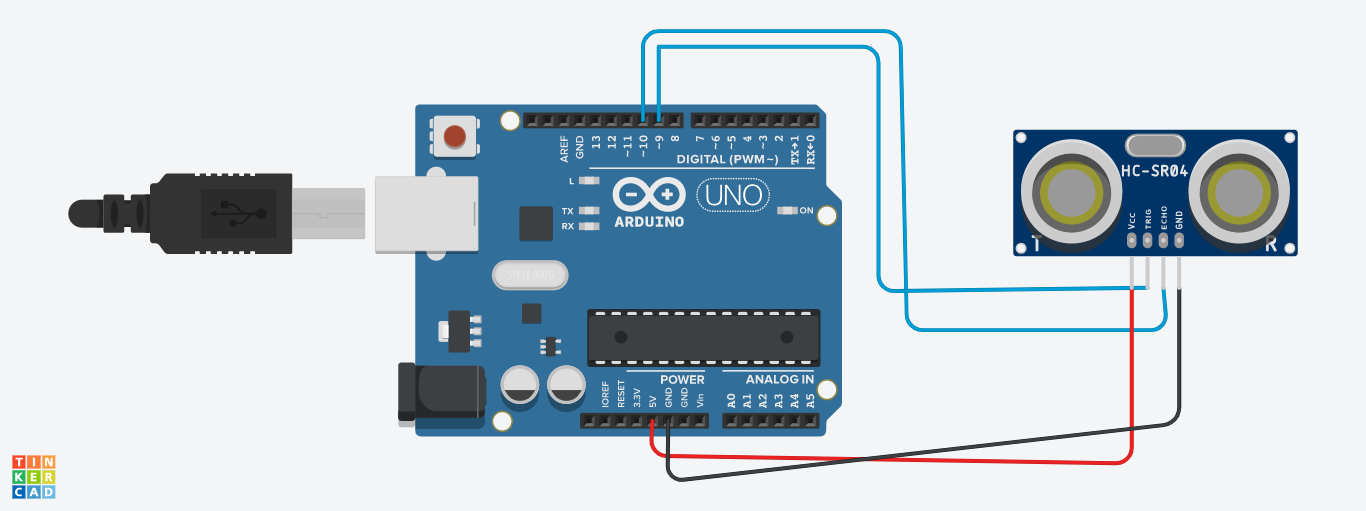 AREF
GND
13
12
~11
~10
~9
8
7
~6
~5
4
~3
2
TX→1
RX←0
DIGITAL (PWM~)
L
TX
RX
ARDUINO
UNO
ON
HC-SR04
Vcc
TRIG
ECHO
GND
T
R
POWER
ANALOG IN
IOREF
RESET
3.3V
5V
GND
GND
Vin
A0
A1
A2
A3
A4
A5
TIN
KER
CAD